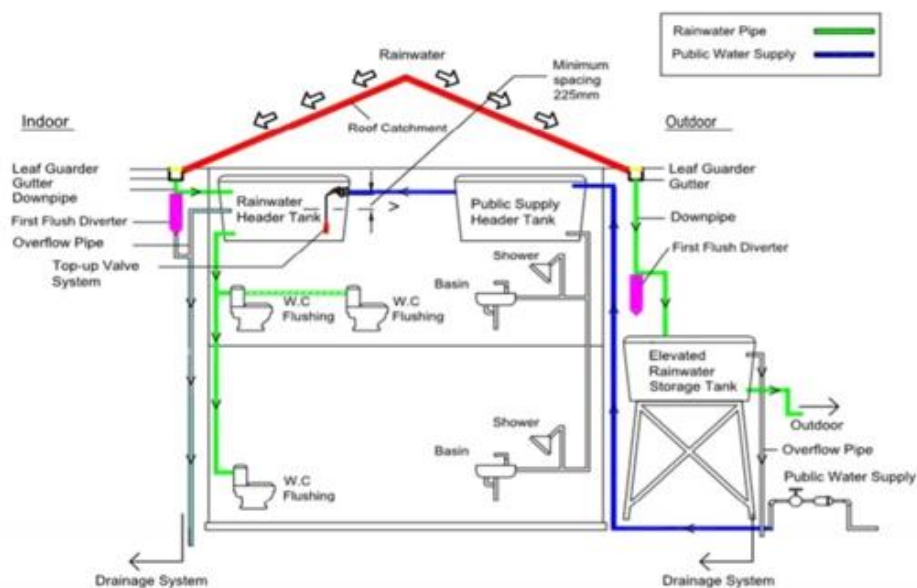 Rainwater Pipe
Public Water Supply
Rainwater
Minimum
spacing
225mm
Indoor
Roof Catchment
Outdoor
Leaf Guarder
Gutter
Downpipe
First Flush Diverter
Overflow Pipe
Top-up Valve
System
Rainwater
Header Tank
Public Supply
Header Tank
Leaf Guarder
Gutter
Downpipe
First Flush Diverter
Shower
Basin
W.C
Flushing
W.C
Flushing
Elevated
Rainwater
Storage Tank
Outdoor
Shower
Basin
Overflow Pipe
Public Water Supply
W.C
Flushing
Drainage System
Drainage System